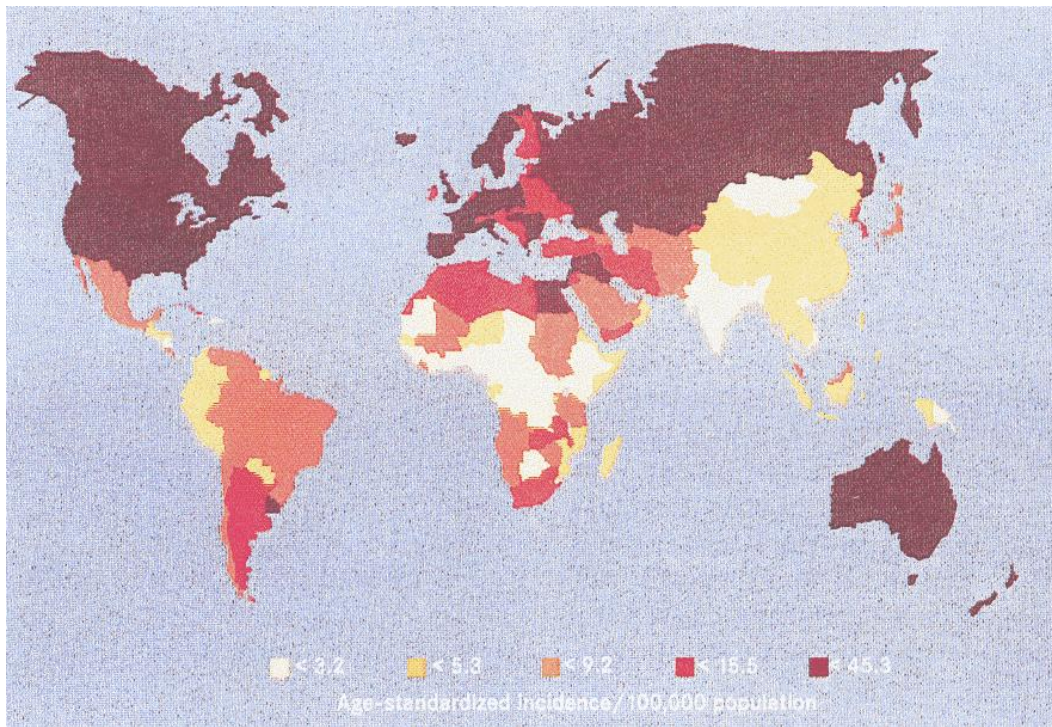 < 3.2 < 5.3 < 9.2 < 15.5 < 45.3
Age-standardized incidence/100,000 population